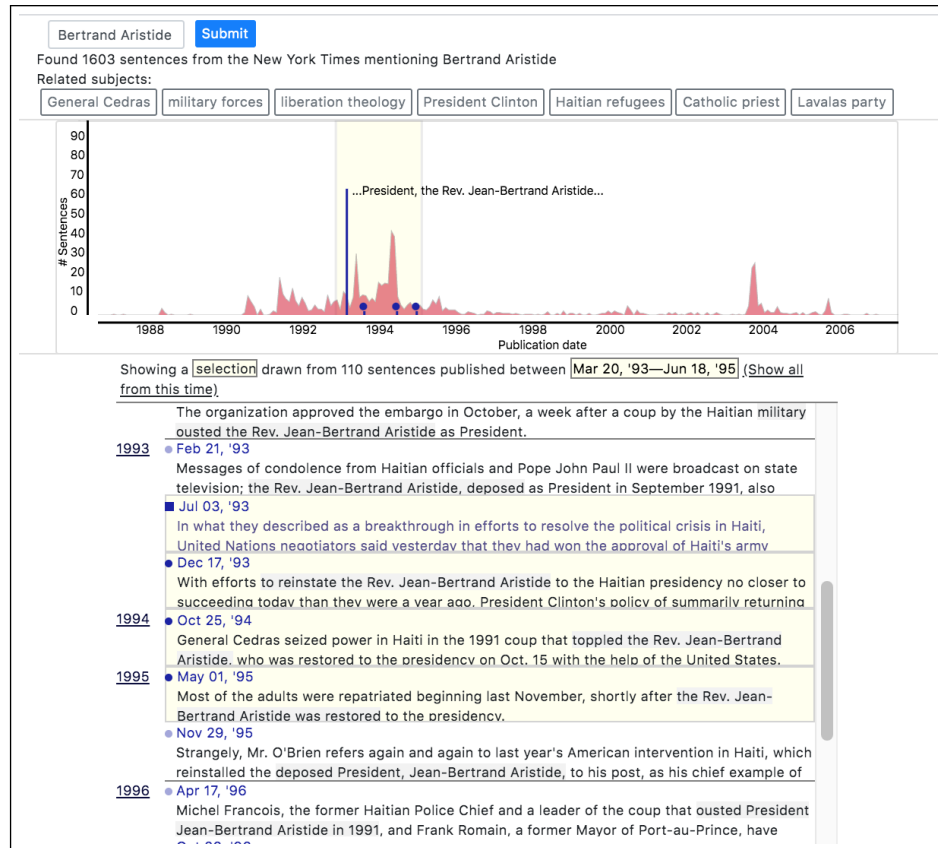 Bertrand Aristide Submit
Found 1603 sentences from the New York Times mentioning Bertrand Aristide
Related subjects:
General Cedras military forces liberation theology President Clinton Haitian refugees Catholic priest Lavalas party
90
80
70
60
50
40
30
20
10
0
# Sentences
...President, the Rev. Jean-Bertrand Aristide...
1988 1990 1992 1994 1996 1998 2000 2002 2004 2006
Publication date
Showing a selection drawn from 110 sentences published between Mar 20, '93—Jun 18, '95 (Show all
from this time)
The organization approved the embargo in October, a week after a coup by the Haitian military
ousted the Rev. Jean-Bertrand Aristide as President.
1993 Feb 21, '93
Messages of condolence from Haitian officials and Pope John Paul II were broadcast on state
television; the Rev. Jean-Bertrand Aristide, deposed as President in September 1991, also
Jul 03, '93
In what they described as a breakthrough in efforts to resolve the political crisis in Haiti,
United Nations negotiators said yesterday that they had won the approval of Haiti's army
Dec 17, '93
With efforts to reinstate the Rev. Jean-Bertrand Aristide to the Haitian presidency no closer to
succeeding today than they were a year ago, President Clinton's policy of summarily returning
1994 Oct 25, '94
General Cedras seized power in Haiti in the 1991 coup that toppled the Rev. Jean-Bertrand
Aristide, who was restored to the presidency on Oct. 15 with the help of the United States.
1995 May 01, '95
Most of the adults were repatriated beginning last November, shortly after the Rev. Jean-
Bertrand Aristide was restored to the presidency.
Nov 29, '95
Strangely, Mr. O'Brien refers again and again to last year's American intervention in Haiti, which
reinstalled the deposed President, Jean-Bertrand Aristide, to his post, as his chief example of
1996 Apr 17, '96
Michel Francois, the former Haitian Police Chief and a leader of the coup that ousted President
Jean-Bertrand Aristide in 1991, and Frank Romain, a former Mayor of Port-au-Prince, have